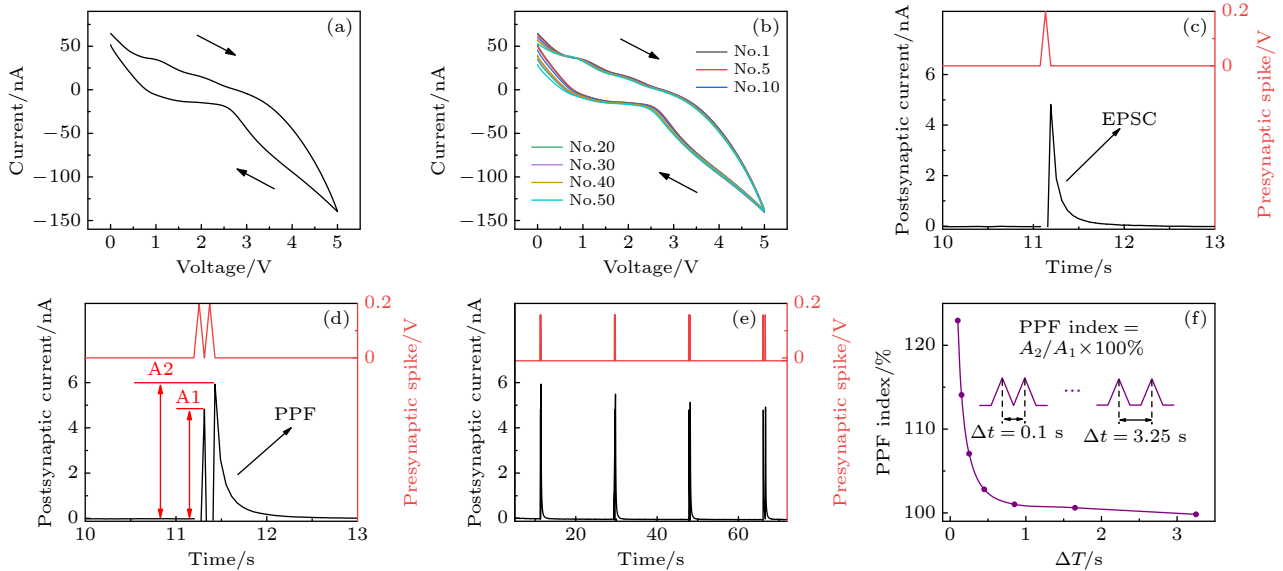 (a)
Current/nA
50
0
−50
−100
−150
0 1 2 3 4 5
Voltage/V
(b)
Current/nA
50
0
−50
−100
−150
No.1
No.5
No.10
No.20
No.30
No.40
No.50
0 1 2 3 4 5
Voltage/V
(c)
Postsynaptic current/nA
8
6
4
2
0
EPSC
0.2
0
Presynaptic spike/V
10 11 12 13
Time/s
(d)
Postsynaptic current/nA
6
4
2
0
A2
A1
PPF
0.2
0
Presynaptic spike/V
10 11 12 13
Time/s
(e)
Postsynaptic current/nA
6
4
2
0
0.2
0
Presynaptic spike/V
20 40 60
Time/s
(f)
PPF index/%
120
110
100
PPF index =
A2/A1×100%
···
Δt = 0.1 s
Δt = 3.25 s
0 1 2 3
ΔT/s